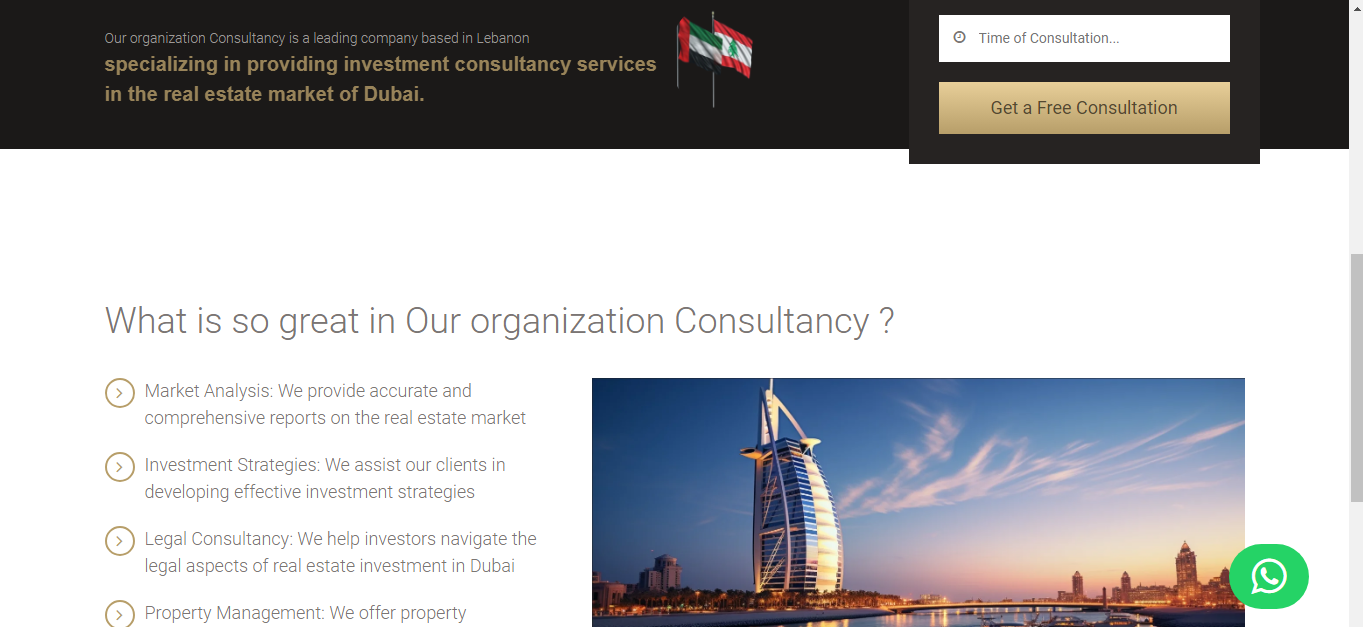 Our organization Consultancy is a leading company based in Lebanon
specializing in providing investment consultancy services
in the real estate market of Dubai.
Time of Consultation...
Get a Free Consultation
What is so great in Our organization Consultancy ?
Market Analysis: We provide accurate and
comprehensive reports on the real estate market
Investment Strategies: We assist our clients in
developing effective investment strategies
Legal Consultancy: We help investors navigate the
legal aspects of real estate investment in Dubai
Property Management: We offer property